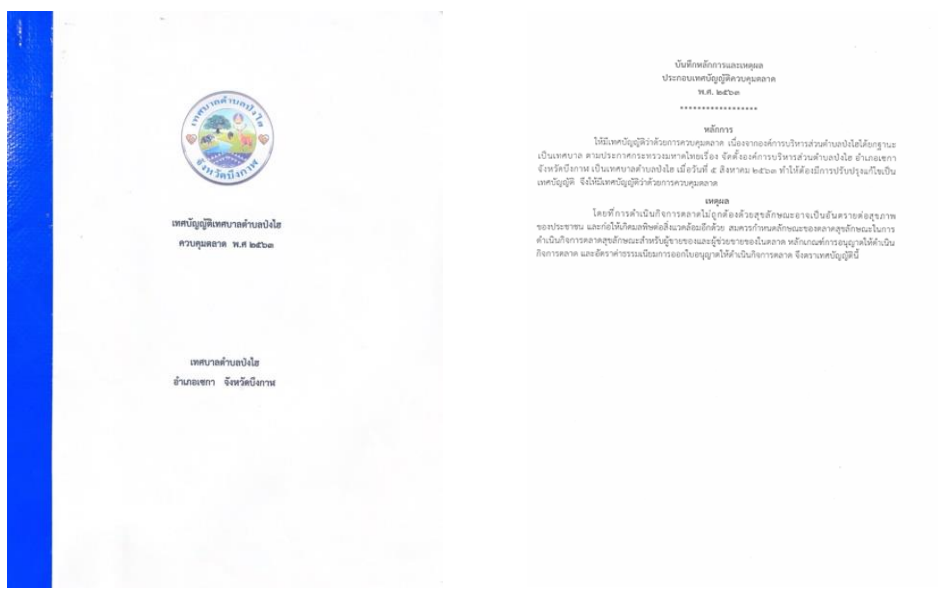 เทศบาลตำบลบ้งไฮ
จังหวัดบึงกาฬ
เทศบัญญัติเทศบาลตำบลบ้งไฮ
ควบคุมตลาด พ.ศ ๒๕๖๓
เทศบาลตำบลบ้งไฮ
อำเภอเซกา จังหวัดบึงกาฬ
บันทึกหลักการและเหตุผล
ประกอบเทศบัญญัติควบคุมตลาด
พ.ศ. ๒๕๖๓
******************
หลักการ
ให้มีเทศบัญญัติว่าด้วยการควบคุมตลาด เนื่องจากองค์การบริหารส่วนตำบลบ้งไฮได้ยกฐานะ
เป็นเทศบาล ตามประกาศกระทรวงมหาดไทยเรื่อง จัดตั้งองค์การบริหารส่วนตำบลบ้งไฮ อำเภอเซกา
จังหวัดบึงกาฬ เป็นเทศบาลตำบลบ้งไฮ เมื่อวันที่ ๕ สิงหาคม ๒๕๖๓ ทำให้ต้องมีการปรับปรุงแก้ไขเป็น
เทศบัญญัติ จึงให้มีเทศบัญญัติว่าด้วยการควบคุมตลาด
เหตุผล
โดยที่การดำเนินกิจการตลาดไม่ถูกต้องด้วยสุขลักษณะอาจเป็นอันตรายต่อสุขภาพ
ของประชาชน และก่อให้เกิดมลพิษต่อสิ่งแวดล้อมอีกด้วย สมควรกำหนดลักษณะของตลาดสุขลักษณะในการ
ดำเนินกิจการตลาดสุขลักษณะสำหรับผู้ขายของและผู้ช่วยขายของในตลาด หลักเกณฑ์การอนุญาตให้ดำเนิน
กิจการตลาด และอัตราค่าธรรมเนียมการออกใบอนุญาตให้ดำเนินกิจการตลาด จึงตราเทศบัญญัตินี้